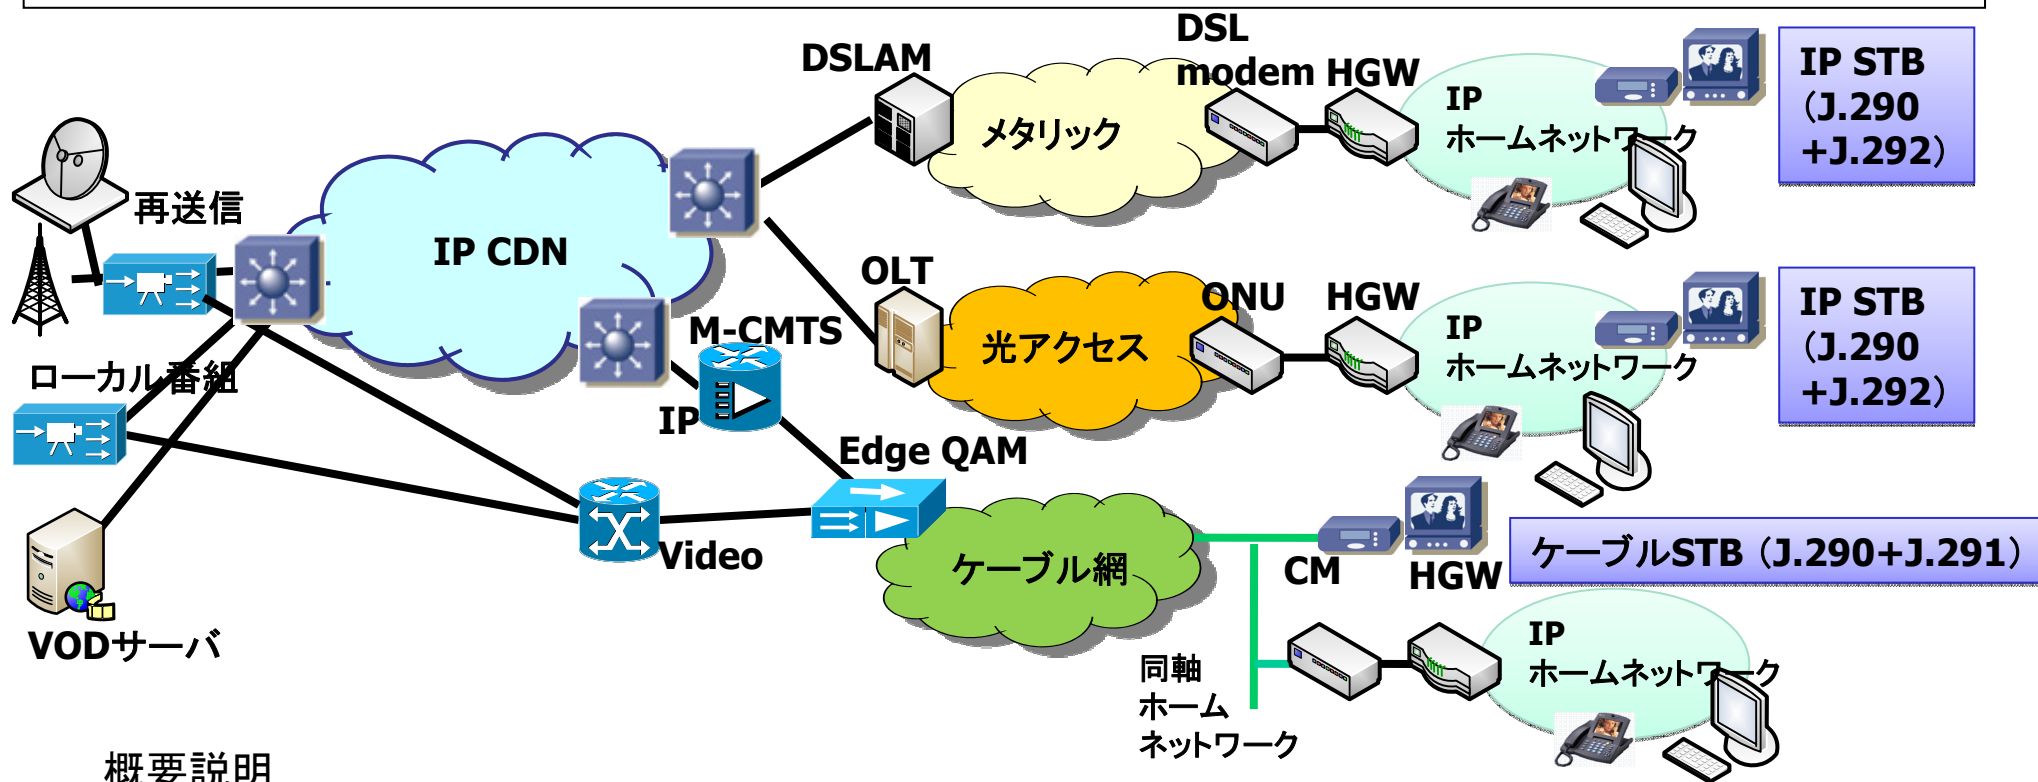 DSL
modem
HGW
DSLAM
メタリック
IP
ホームネットワーク
IP STB
（J.290
+J.292）
再送信
IP CDN
OLT
光アクセス
ONU
HGW
IP
ホームネットワーク
IP STB
（J.290
+J.292）
M-CMTS
IP
ローカル番組
Edge QAM
Video
ケーブル網
CM
HGW
ケーブルSTB（J.290+J.291）
VODサーバ
同軸
ホーム
ネットワーク
IP
ホームネットワーク
概要説明